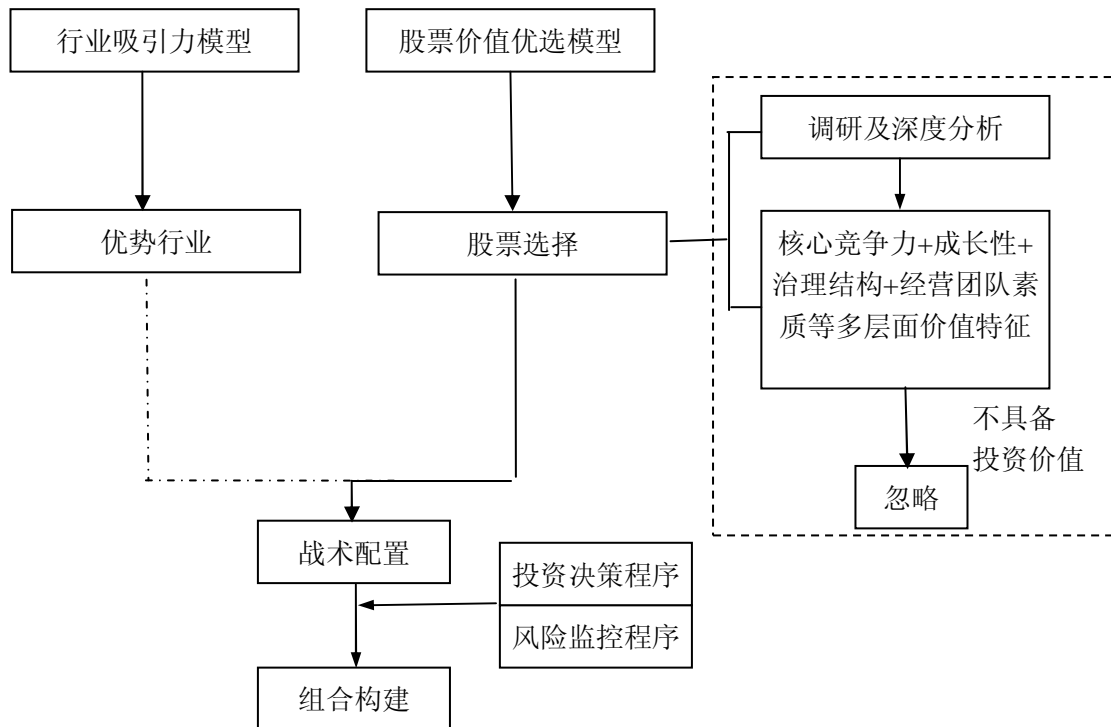 行业吸引力模型
股票价值优选模型
调研及深度分析
优势行业
股票选择
核心竞争力+成长性+
治理结构+经营团队素
质等多层面价值特征
不具备
投资价值
忽略
战术配置
投资决策程序
风险监控程序
组合构建